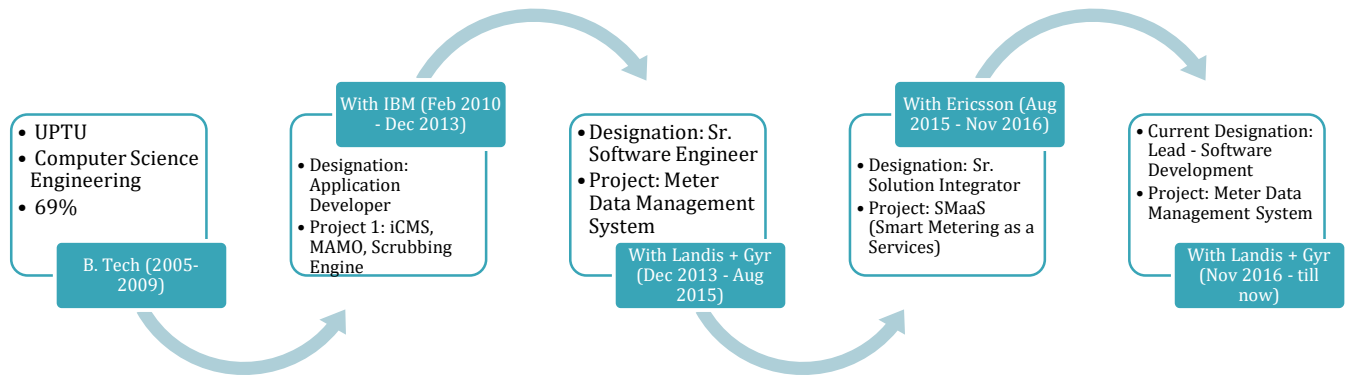 • UPTU
• Computer Science
Engineering
• 69%
B. Tech (2005-
2009)
With IBM (Feb 2010
- Dec 2013)
• Designation:
Application
Developer
• Project 1: iCMS,
MAMO, Scrubbing
Engine
• Designation: Sr.
Software Engineer
• Project: Meter
Data Management
System
With Landis + Gyr
(Dec 2013 - Aug
2015)
With Ericsson (Aug
2015 - Nov 2016)
• Designation: Sr.
Solution Integrator
• Project: SMaaS
(Smart Metering as a
Services)
• Current Designation:
Lead - Software
Development
• Project: Meter Data
Management System
With Landis + Gyr
(Nov 2016 - till
now)